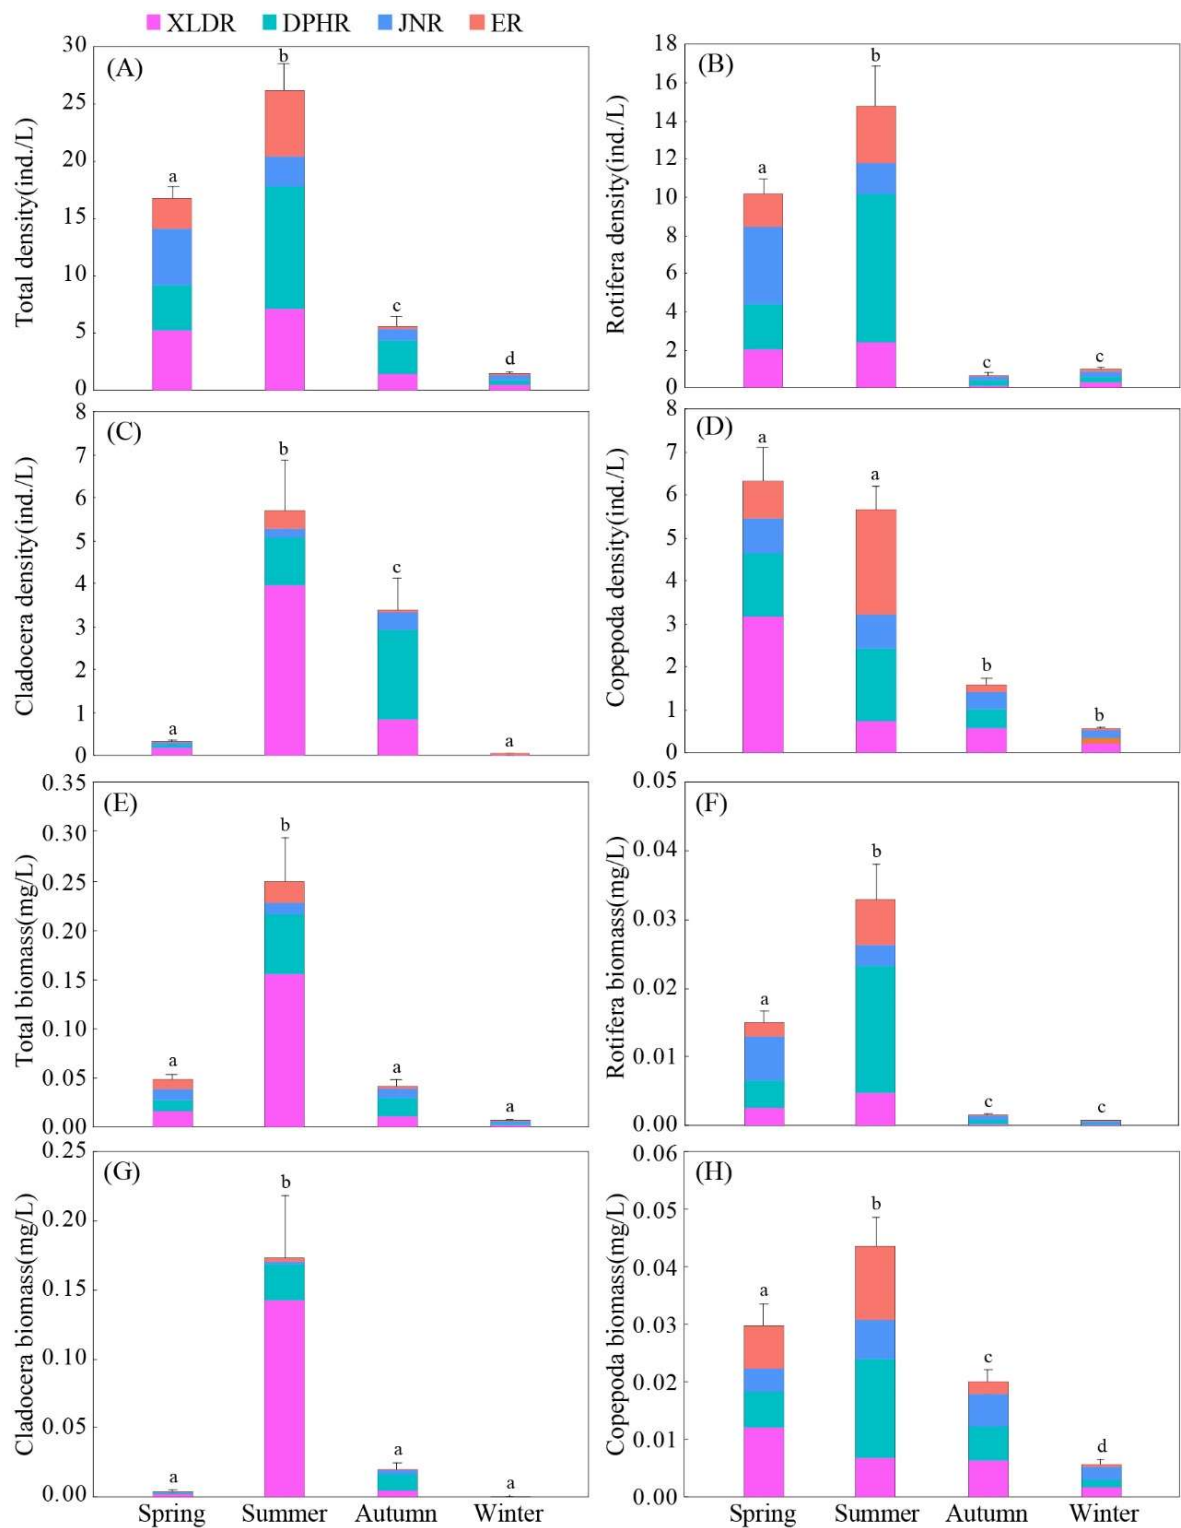 XLDR DPHR JNR ER
(A)
Total density(ind./L)
30
25
20
15
10
5
0
a
b
c
d
(B)
Rotifera density(ind./L)
18
16
14
12
10
8
6
4
2
0
a
b
c
c
(C)
Cladocera density(ind./L)
8
7
6
5
4
3
2
1
0
a
b
c
a
(D)
Copepoda density(ind./L)
8
7
6
5
4
3
2
1
0
a
a
b
b
(E)
Total biomass(mg/L)
0.35
0.30
0.25
0.20
0.15
0.10
0.05
0.00
a
b
a
a
(F)
Rotifera biomass(mg/L)
0.05
0.04
0.03
0.02
0.01
0.00
a
b
c
c
(G)
Cladocera biomass(mg/L)
0.25
0.20
0.15
0.10
0.05
0.00
a
b
a
a
Spring Summer Autumn Winter
(H)
Copepoda biomass(mg/L)
0.06
0.05
0.04
0.03
0.02
0.01
0.00
a
b
c
d
Spring Summer Autumn Winter